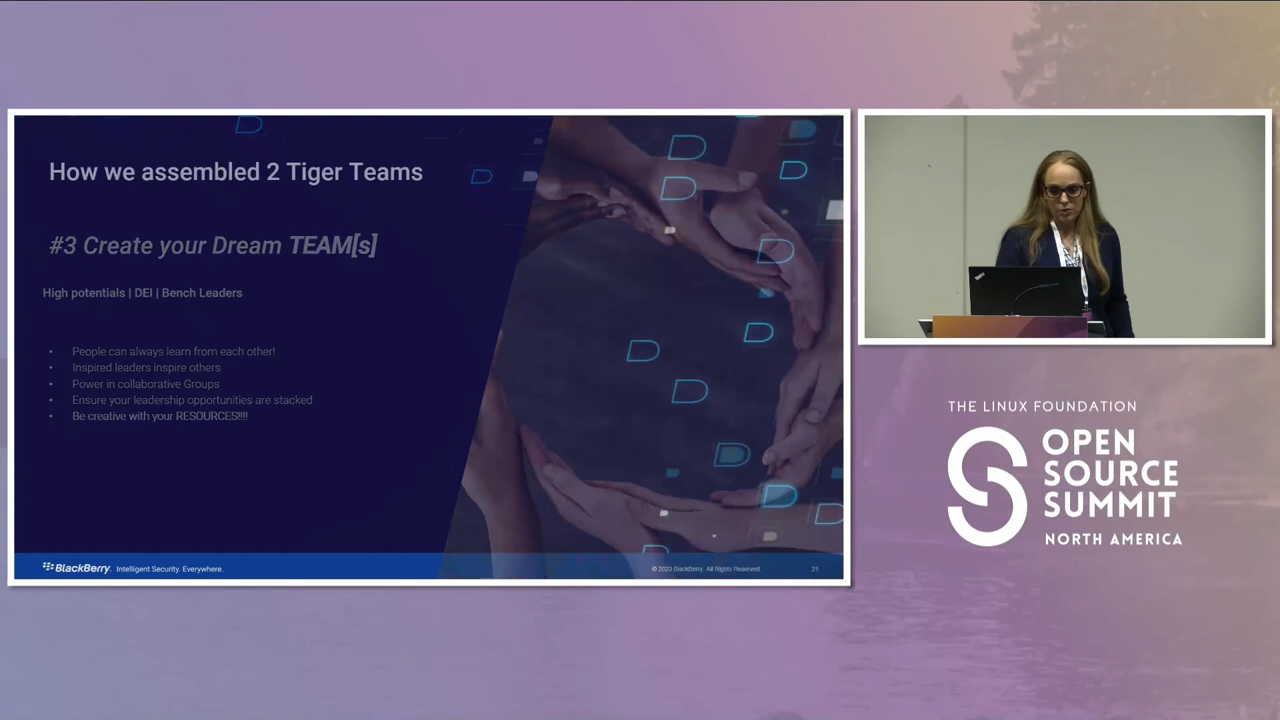 How we assembled 2 Tiger Teams
#3 Create your Dream TEAM[s]
High potentials | DEI | Bench Leaders
• People can always learn from each other!
• Inspired leaders inspire others
• Power in collaborative Groups
• Ensure your leadership opportunities are stacked
• Be creative with your RESOURCES!!!!
BlackBerry. Intelligent Security. Everywhere.
© 2023 BlackBerry. All Rights Reserved.
21
THE LINUX FOUNDATION
OPEN
SOURCE
SUMMIT
NORTH AMERICA